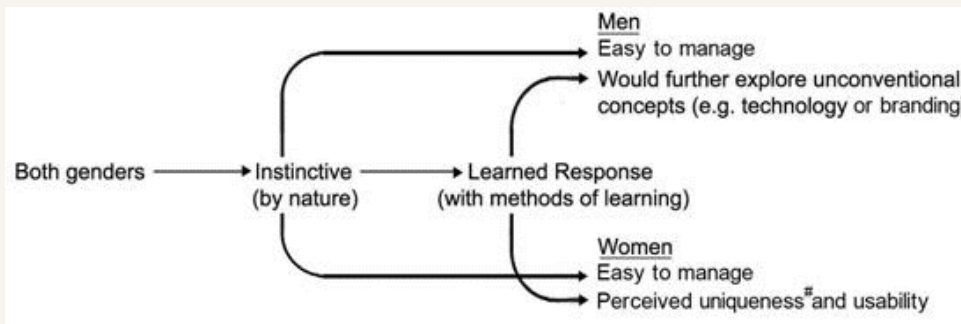 Men
Easy to manage
Would further explore unconventional
concepts (e.g. technology or branding
Both genders
Instinctive
(by nature)
Learned Response
(with methods of learning)
Women
Easy to manage
Perceived uniqueness# and usability